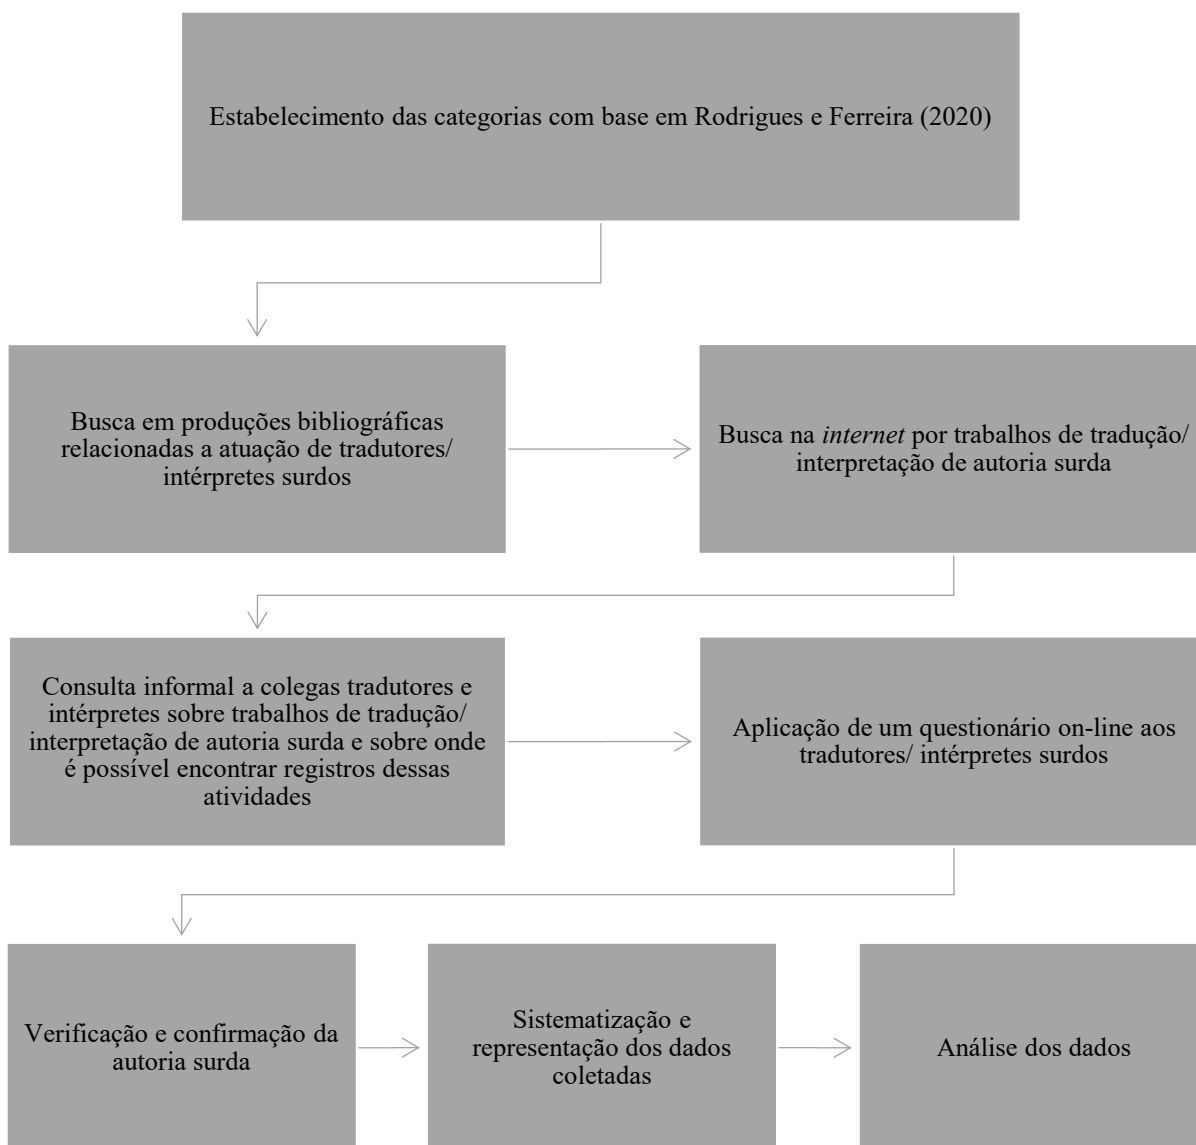 Estabelecimento das categorias com base em Rodrigues e Ferreira (2020)
Busca em produções bibliográficas
relacionadas a atuação de tradutores/
intérpretes surdos
Busca na internet por trabalhos de tradução/
interpretação de autoria surda
Consulta informal a colegas tradutores e
intérpretes sobre trabalhos de tradução/
interpretação de autoria surda e sobre onde
é possível encontrar registros dessas
atividades
Aplicação de um questionário on-line aos
tradutores/ intérpretes surdos
Verificação e confirmação da
autoria surda
Sistematização e
representação dos dados
coletadas
Análise dos dados